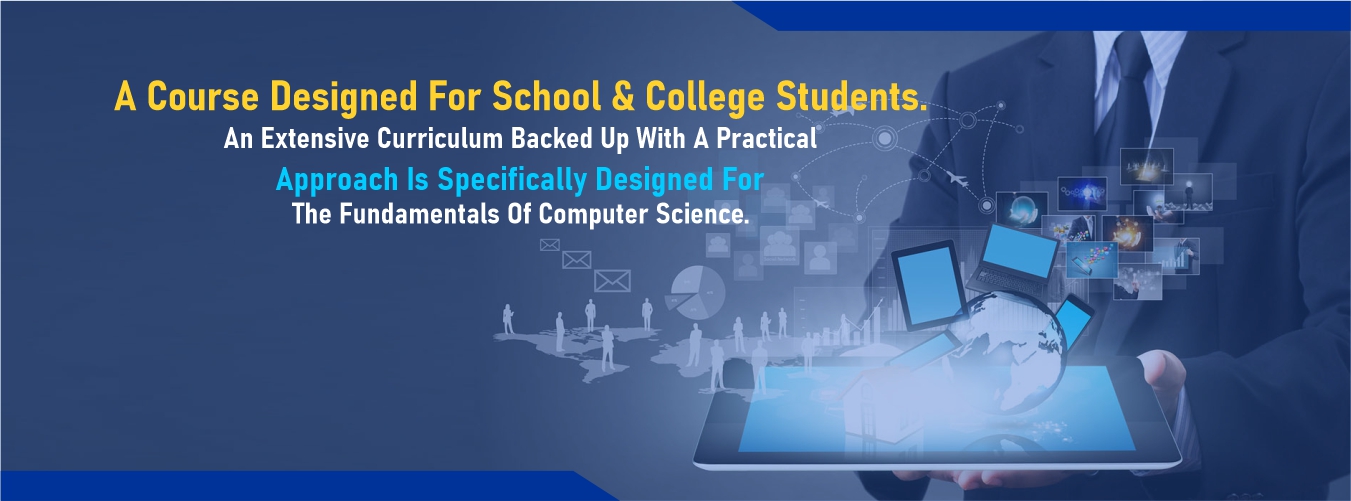 A Course Designed For School & College Students.
An Extensive Curriculum Backed Up With A Practical
Approach Is Specifically Designed For
The Fundamentals Of Computer Science.